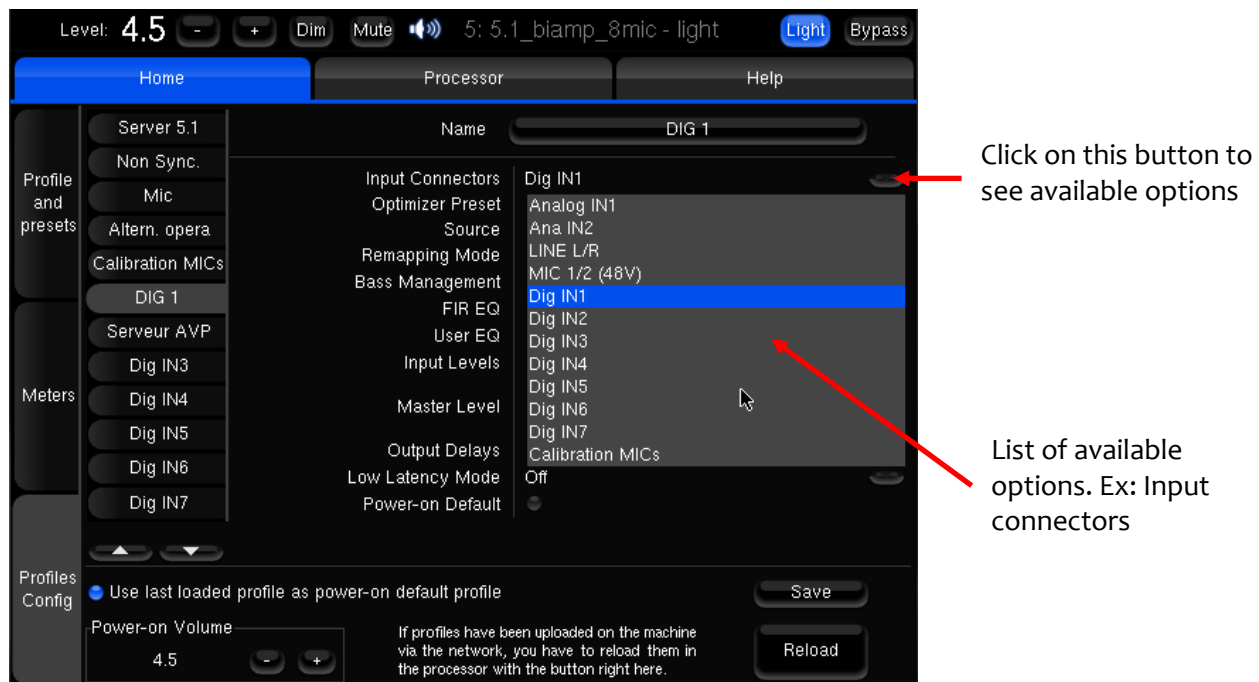 Level: 4.5 - + Dim Mute 5: 5.1_biamp_8mic - light Light Bypass
Home Processor Help
Profile
and
presets
Meters
Profiles
Config
Server 5.1
Non Sync.
Mic
Altern. opera
Calibration MICs
DIG 1
Serveur AVP
Dig IN3
Dig IN4
Dig IN5
Dig IN6
Dig IN7
Name DIG 1
Input Connectors Dig IN1
Optimizer Preset
Source
Remapping Mode
Bass Management
FIR EQ
User EQ
Input Levels
Master Level
Output Delays
Low Latency Mode Off
Power-on Default
Analog IN1
Ana IN2
LINE L/R
MIC 1/2 (48V)
Dig IN1
Dig IN2
Dig IN3
Dig IN4
Dig IN5
Dig IN6
Dig IN7
Calibration MICs
Use last loaded profile as power-on default profile
Save
Power-on Volume
4.5 - +
If profiles have been uploaded on the machine
via the network, you have to reload them in
the processor with the button right here.
Reload
Click on this button to
see available options
List of available
options. Ex: Input
connectors